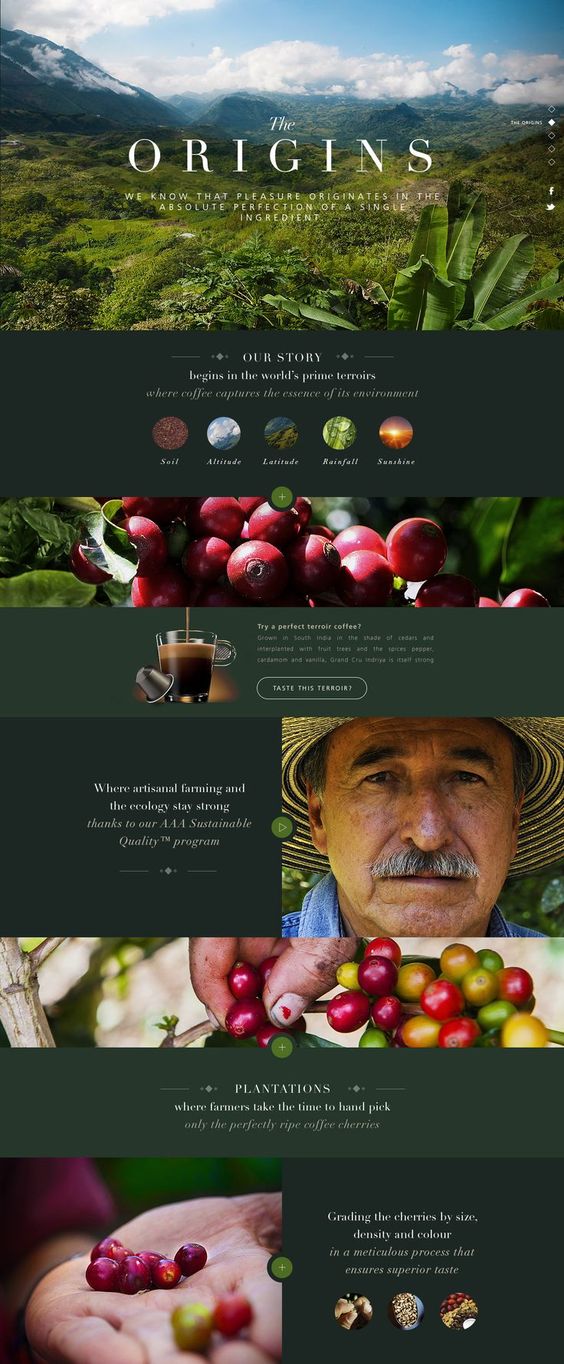 The
ORIGINS
THE ORIGINS
WE KNOW THAT PLEASURE ORIGINATES IN THE
ABSOLUTE PERFECTION OF A SINGLE
INGREDIENT.
OUR STORY
begins in the world's prime terroirs
where coffee captures the essence of its environment
Soil Altitude Latitude Rainfall Sunshine
Try a perfect terroir coffee?
Grown in South India in the shade of cedars and
interplanted with fruit trees and the spices pepper,
cardamom and vanilla, Grand Cru Indriya is itself strong
TASTE THIS TERROIR?
Where artisanal farming and
the ecology stay strong
thanks to our AAA Sustainable
Quality™ program
PLANTATIONS
where farmers take the time to hand pick
only the perfectly ripe coffee cherries
Grading the cherries by size,
density and colour
in a meticulous process that
ensures superior taste